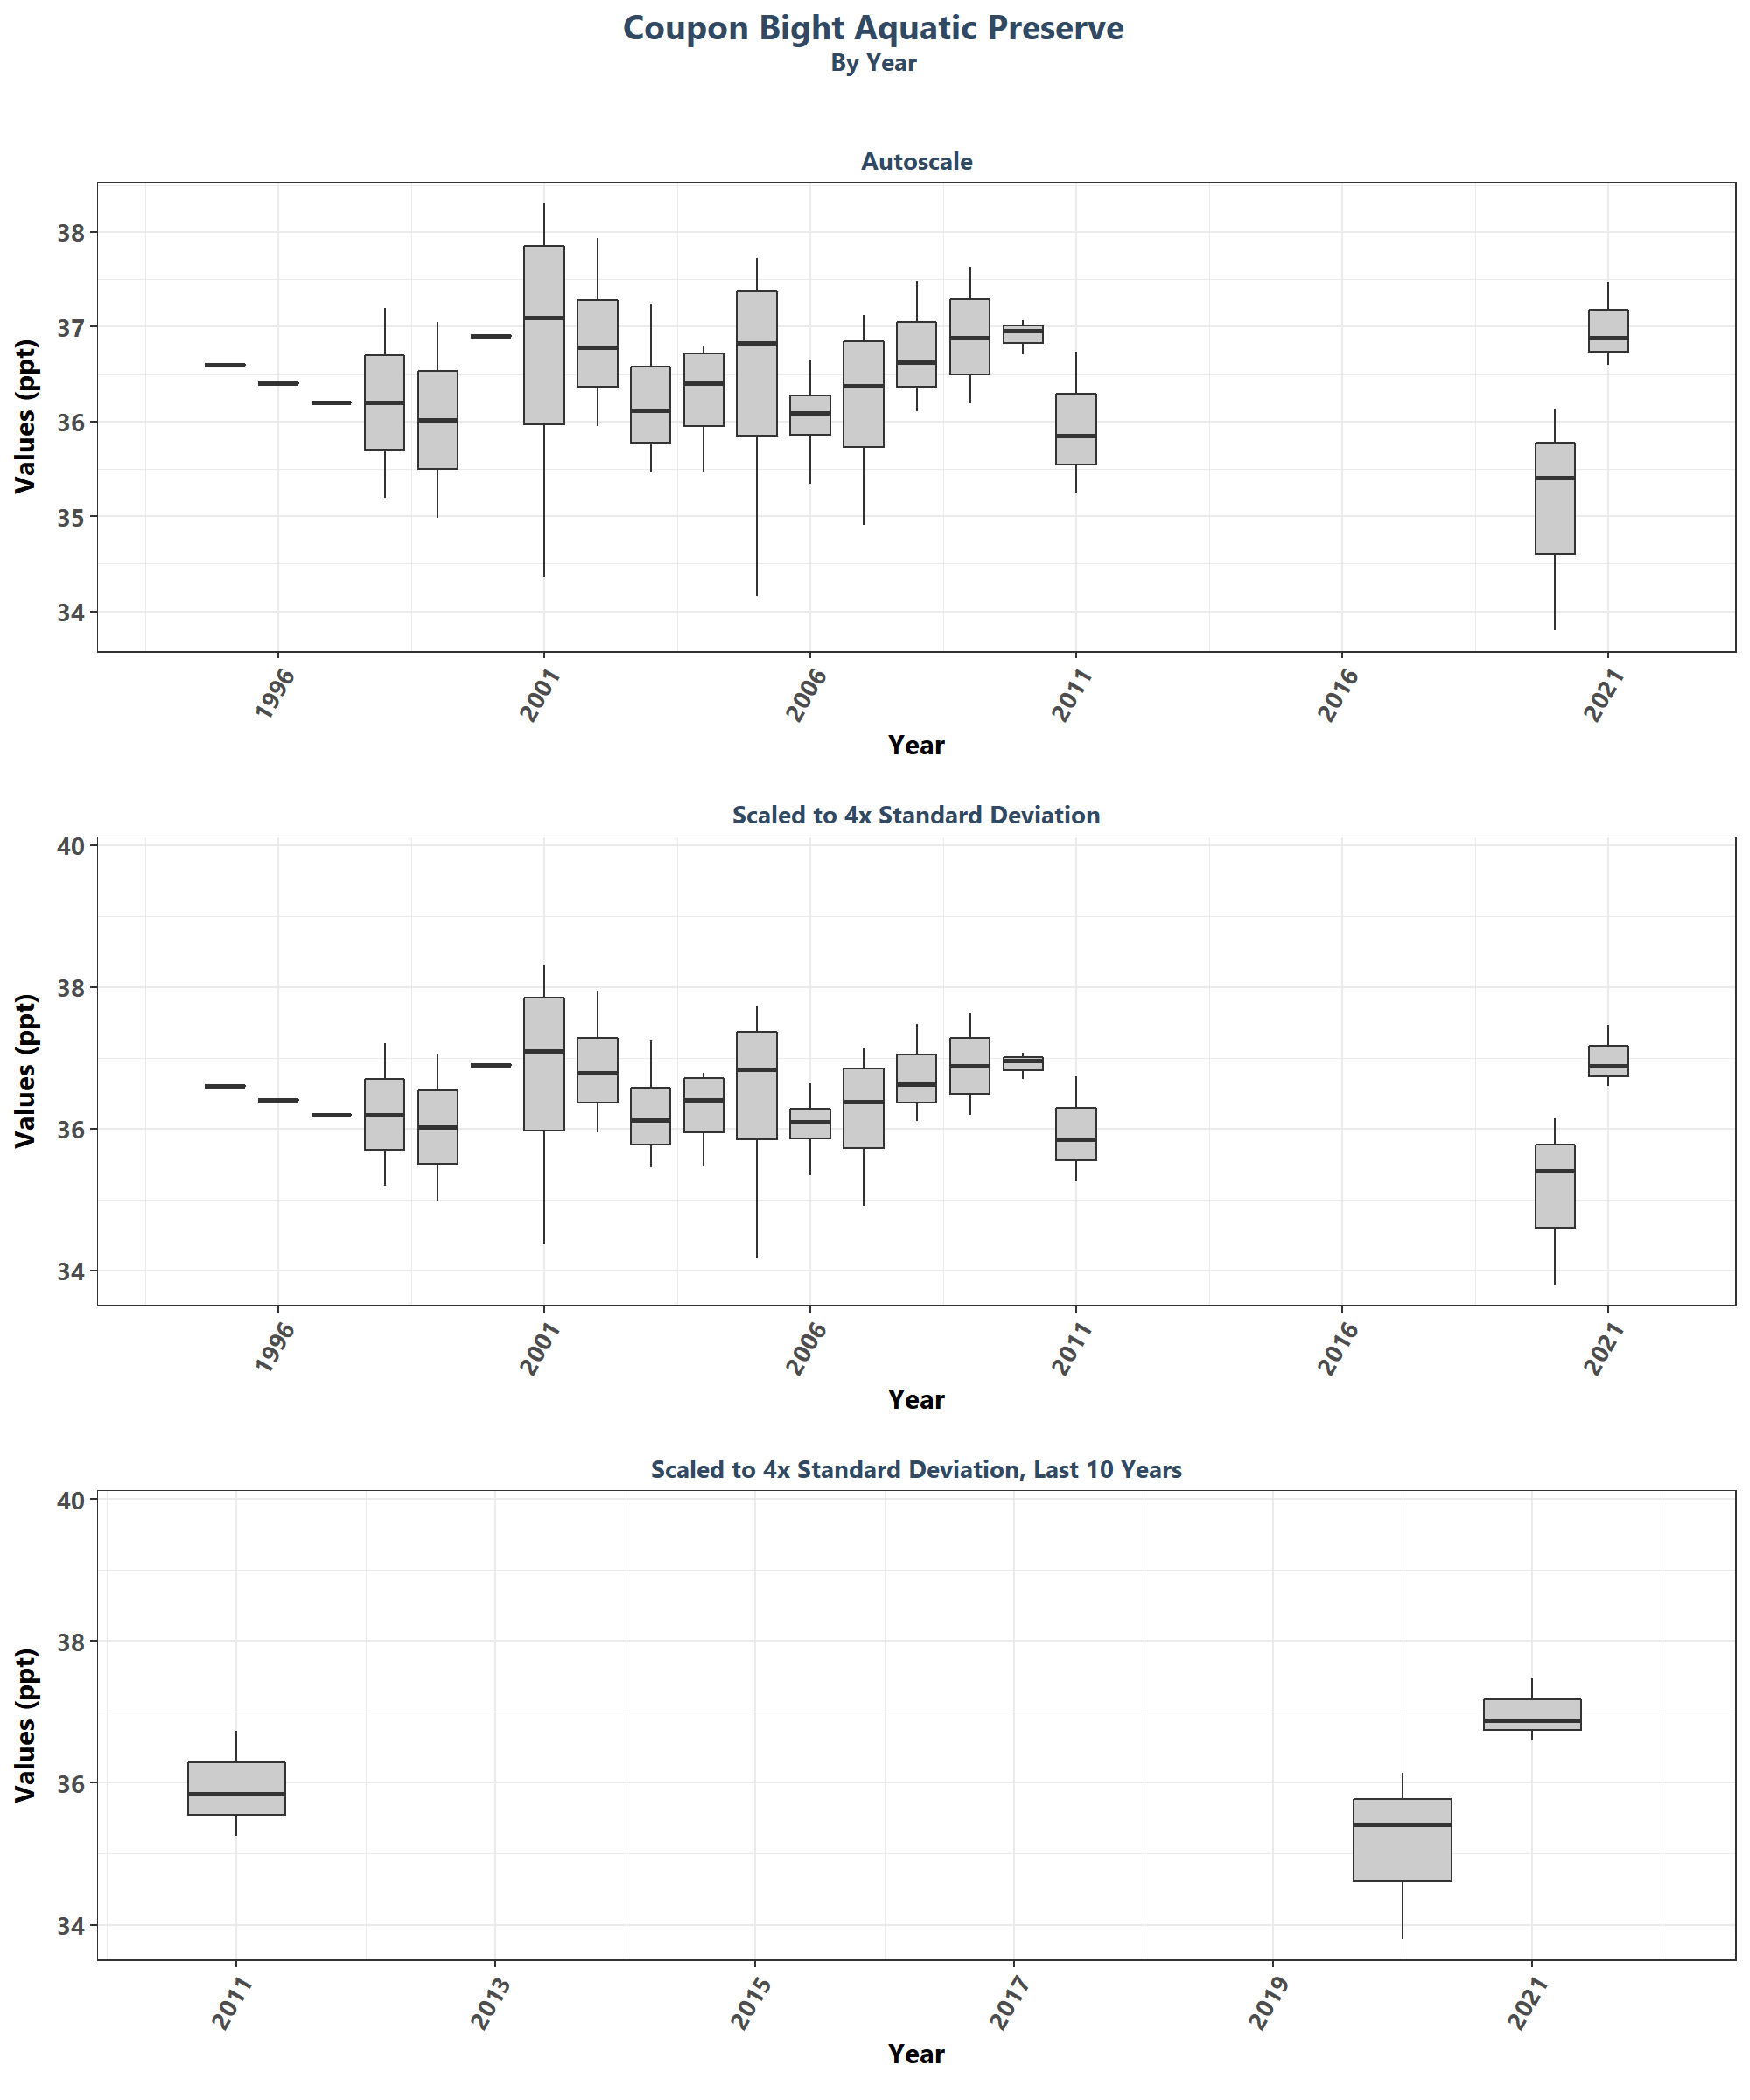 Coupon Bight Aquatic Preserve
By Year
Autoscale
Values (ppt)
38
37
36
35
34
1996
2001
2006
2011
2016
2021
Year
Scaled to 4x Standard Deviation
Values (ppt)
40
38
36
34
1996
2001
2006
2011
2016
2021
Year
Scaled to 4x Standard Deviation, Last 10 Years
Values (ppt)
40
38
36
34
2011
2013
2015
2017
2019
2021
Year